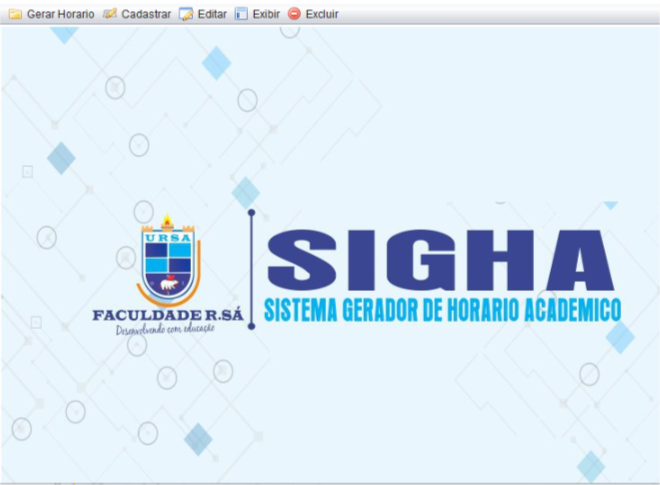 Gerar Horario Cadastrar Editar Exibir Excluir
URSA
FACULDADE R.SÁ
Desenvolvendo com educação
SIGHA
SISTEMA GERADOR DE HORARIO ACADEMICO